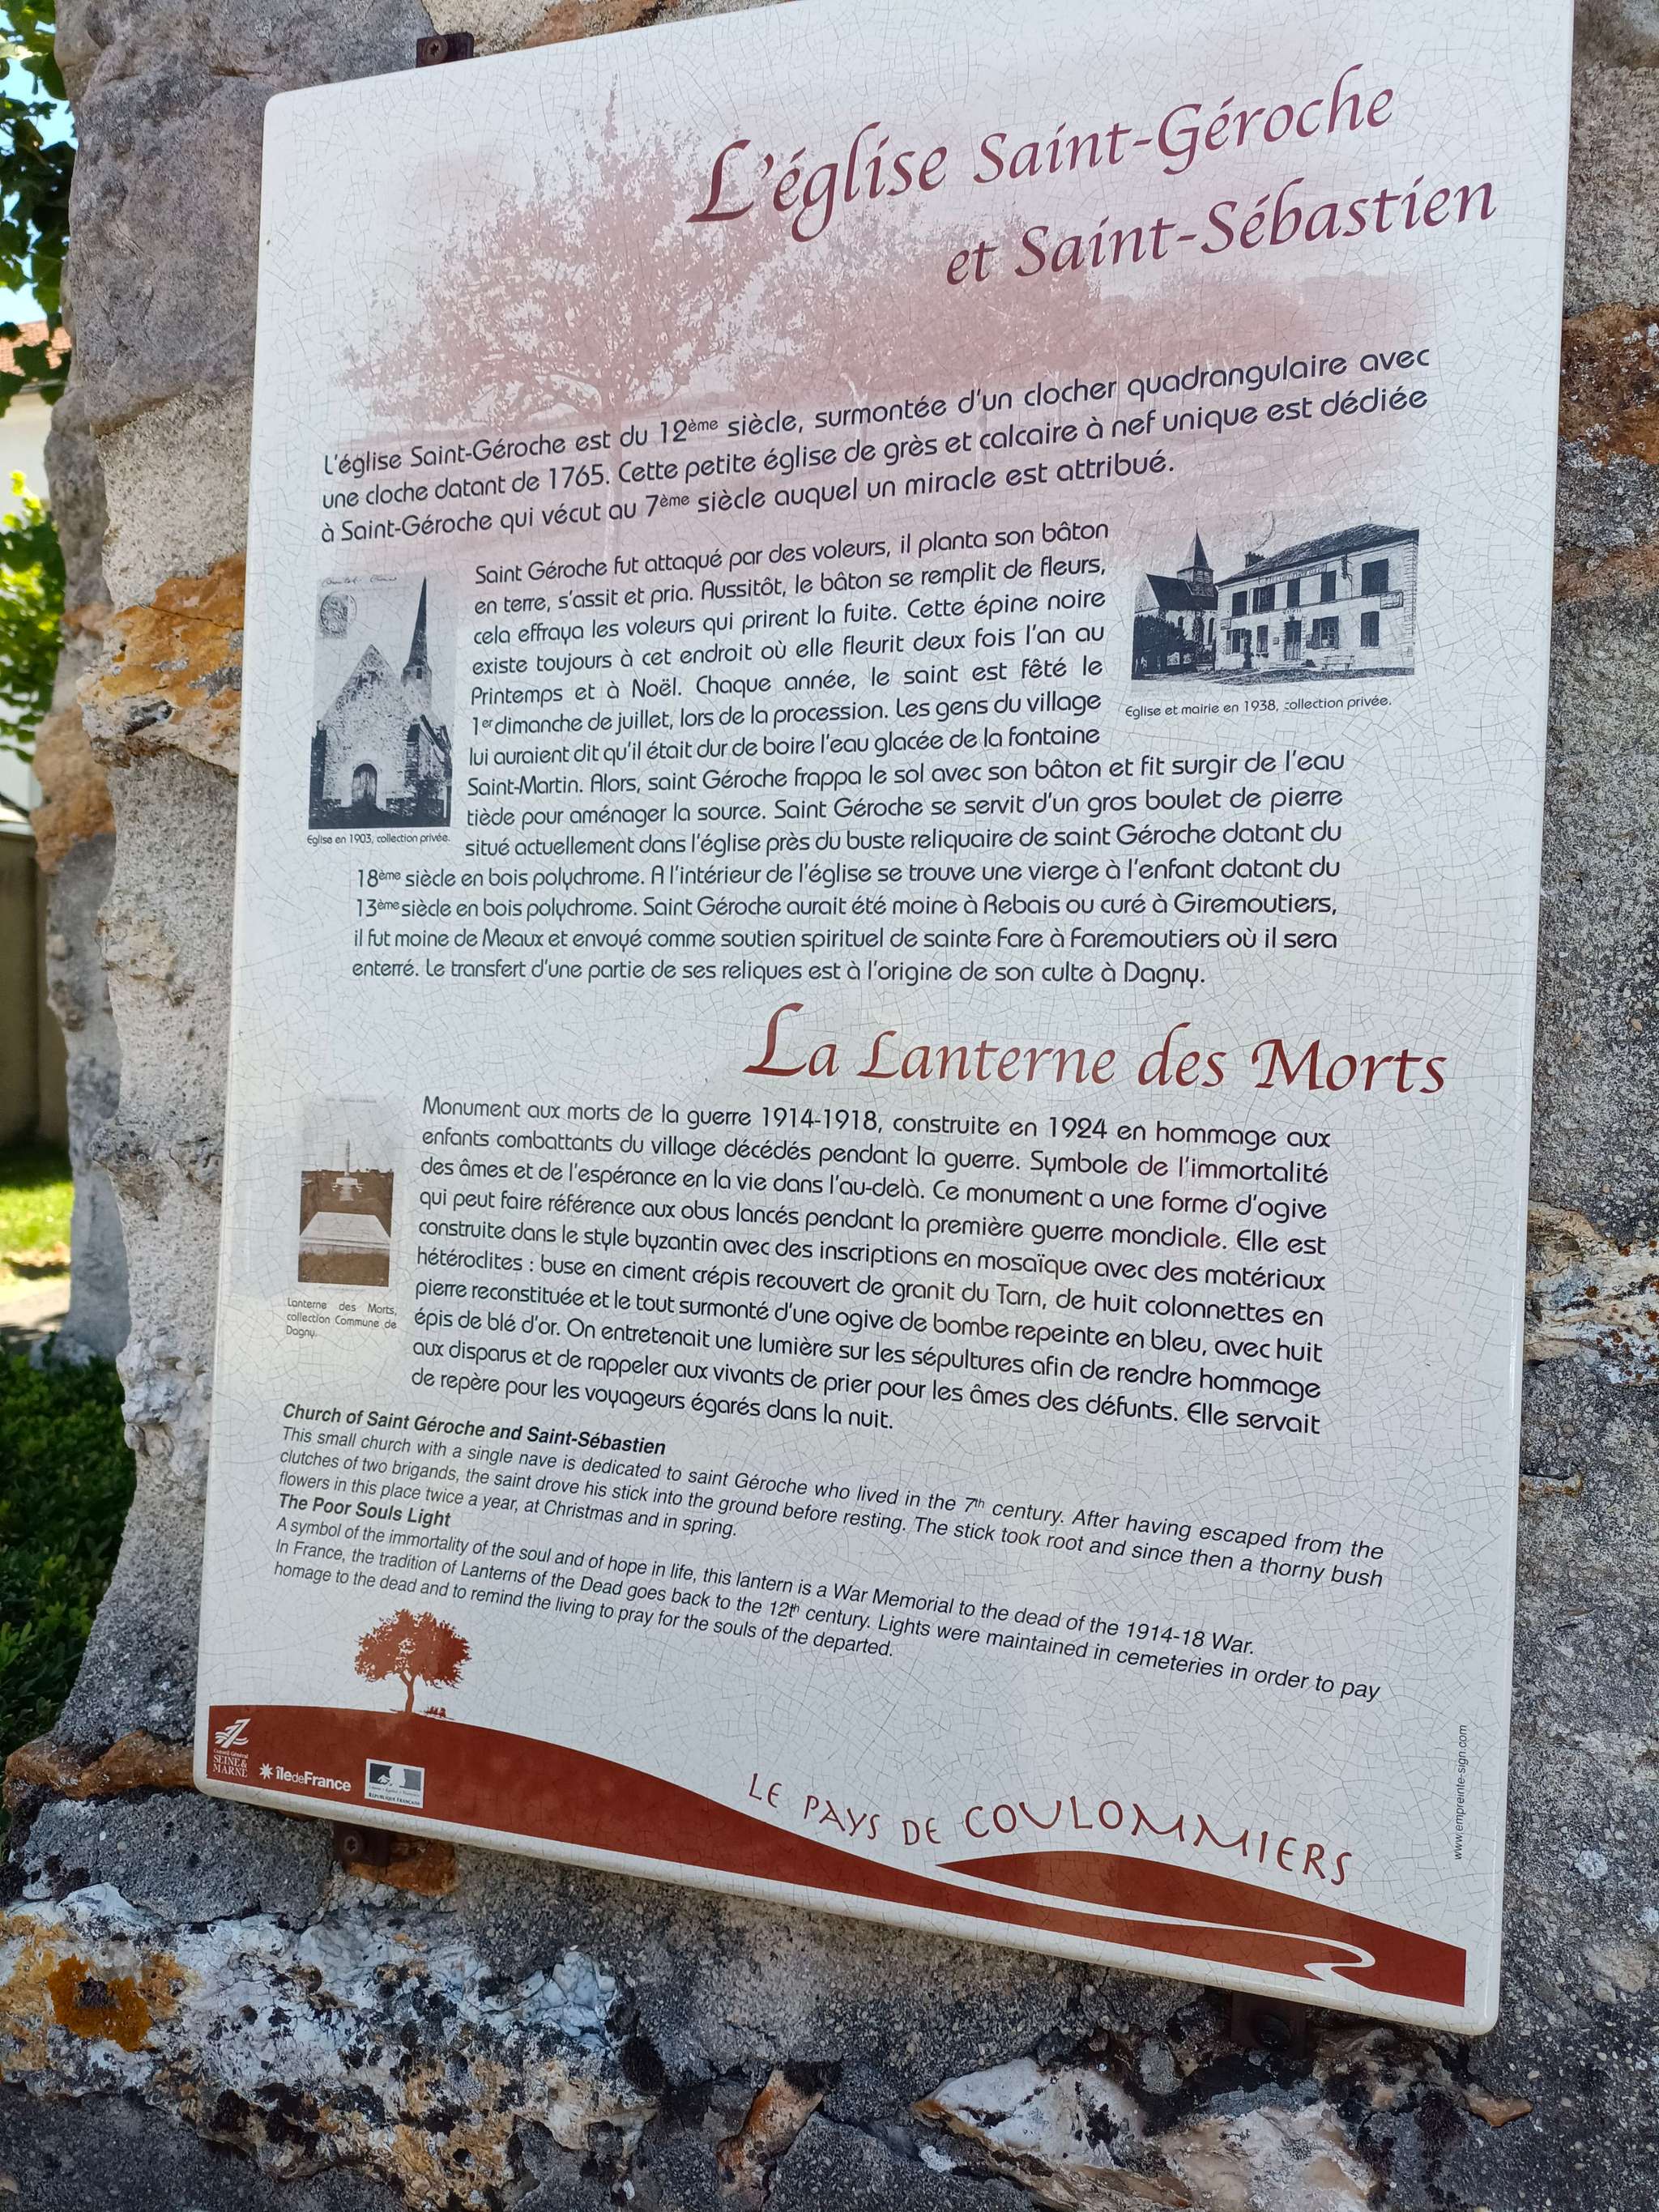 L'église Saint-Géroche
et Saint-Sébastien
L'église Saint-Géroche est du 12ème siècle, surmontée d'un clocher quadrangulaire avec
une cloche datant de 1765. Cette petite église de grès et calcaire à nef unique est dédiée
à Saint-Géroche qui vécut au 7ème siècle auquel un miracle est attribué.
Saint Géroche fut attaqué par des voleurs, il planta son bâton
en terre, s'assit et pria. Aussitôt, le bâton se remplit de fleurs,
cela effraya les voleurs qui prirent la fuite. Cette épine noire
existe toujours à cet endroit où elle fleurit deux fois l'an au
Printemps et à Noël. Chaque année, le saint est fêté le
1er dimanche de juillet, lors de la procession. Les gens du village
lui auraient dit qu'il était dur de boire l'eau glacée de la fontaine
Saint-Martin. Alors, saint Géroche frappa le sol avec son bâton et fit surgir de l'eau
tiède pour aménager la source. Saint Géroche se servit d'un gros boulet de pierre
situé actuellement dans l'église près du buste reliquaire de saint Géroche datant du
18ème siècle en bois polychrome. A l'intérieur de l'église se trouve une vierge à l'enfant datant du
13ème siècle en bois polychrome. Saint Géroche aurait été moine à Rebais ou curé à Giremoutiers,
il fut moine de Meaux et envoyé comme soutien spirituel de sainte Fare à Faremoutiers où il sera
enterré. Le transfert d'une partie de ses reliques est à l'origine de son culte à Dagny.
Eglise en 1903, collection privée.
Eglise et mairie en 1938, collection privée.
La Lanterne des Morts
Monument aux morts de la guerre 1914-1918, construite en 1924 en hommage aux
enfants combattants du village décédés pendant la guerre. Symbole de l'immortalité
des âmes et de l'espérance en la vie dans l'au-delà. Ce monument a une forme d'ogive
qui peut faire référence aux obus lancés pendant la première guerre mondiale. Elle est
construite dans le style byzantin avec des inscriptions en mosaïque avec des matériaux
hétéroclites : buse en ciment crépis recouvert de granit du Tarn, de huit colonnettes en
pierre reconstituée et le tout surmonté d'une ogive de bombe repeinte en bleu, avec huit
épis de blé d'or. On entretenait une lumière sur les sépultures afin de rendre hommage
aux disparus et de rappeler aux vivants de prier pour les âmes des défunts. Elle servait
de repère pour les voyageurs égarés dans la nuit.
Lanterne des Morts,
collection Commune de
Dagny.
Church of Saint Géroche and Saint-Sébastien
This small church with a single nave is dedicated to saint Géroche who lived in the 7th century. After having escaped from the
clutches of two brigands, the saint drove his stick into the ground before resting. The stick took root and since then a thorny bush
flowers in this place twice a year, at Christmas and in spring.
The Poor Souls Light
A symbol of the immortality of the soul and of hope in life, this lantern is a War Memorial to the dead of the 1914-18 War.
In France, the tradition of Lanterns of the Dead goes back to the 12th century. Lights were maintained in cemeteries in order to pay
homage to the dead and to remind the living to pray for the souls of the departed.
Conseil Général
SEINE &
MARNE
îledeFrance
RÉPUBLIQUE FRANÇAISE
LE PAYS DE COULOMMIERS
www.empreinte-sign.com